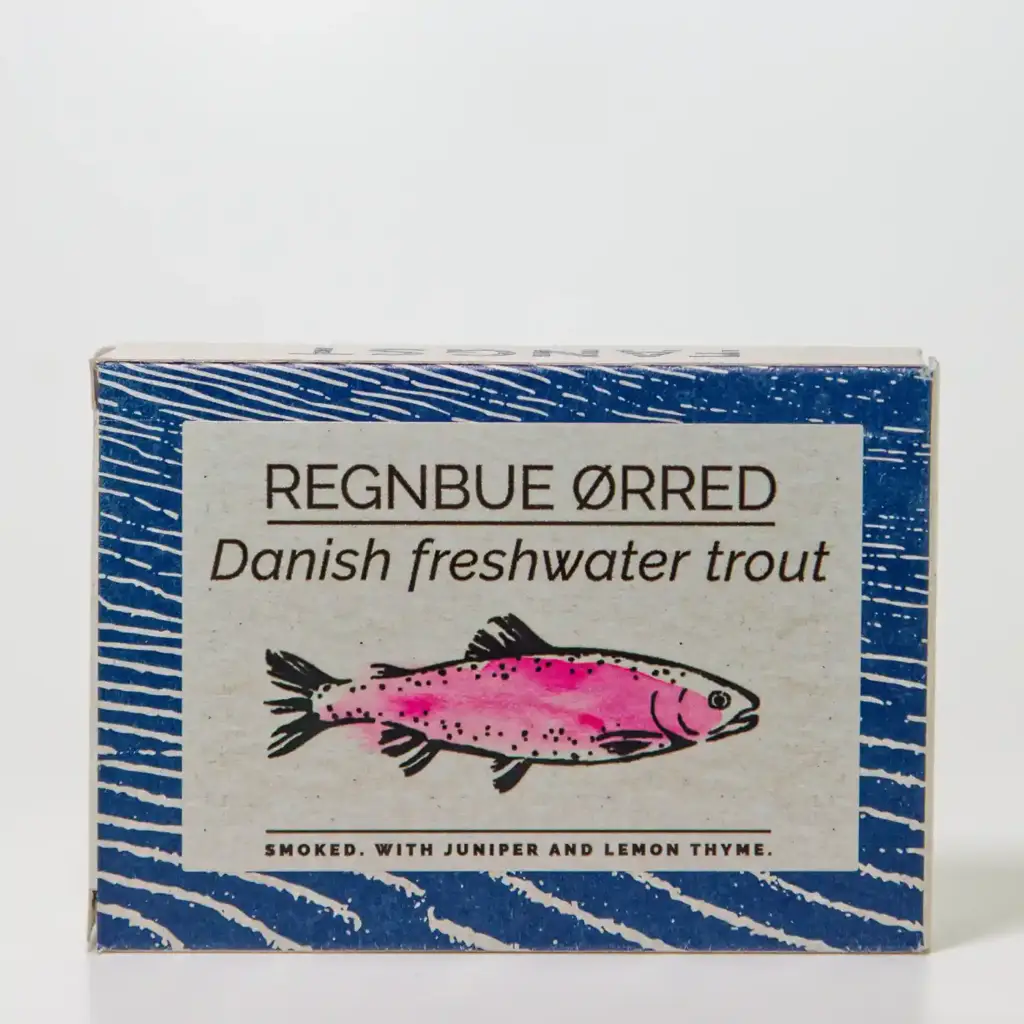 FANGST
REGNBUE ØRRED
Danish freshwater trout
SMOKED. WITH JUNIPER AND LEMON THYME.